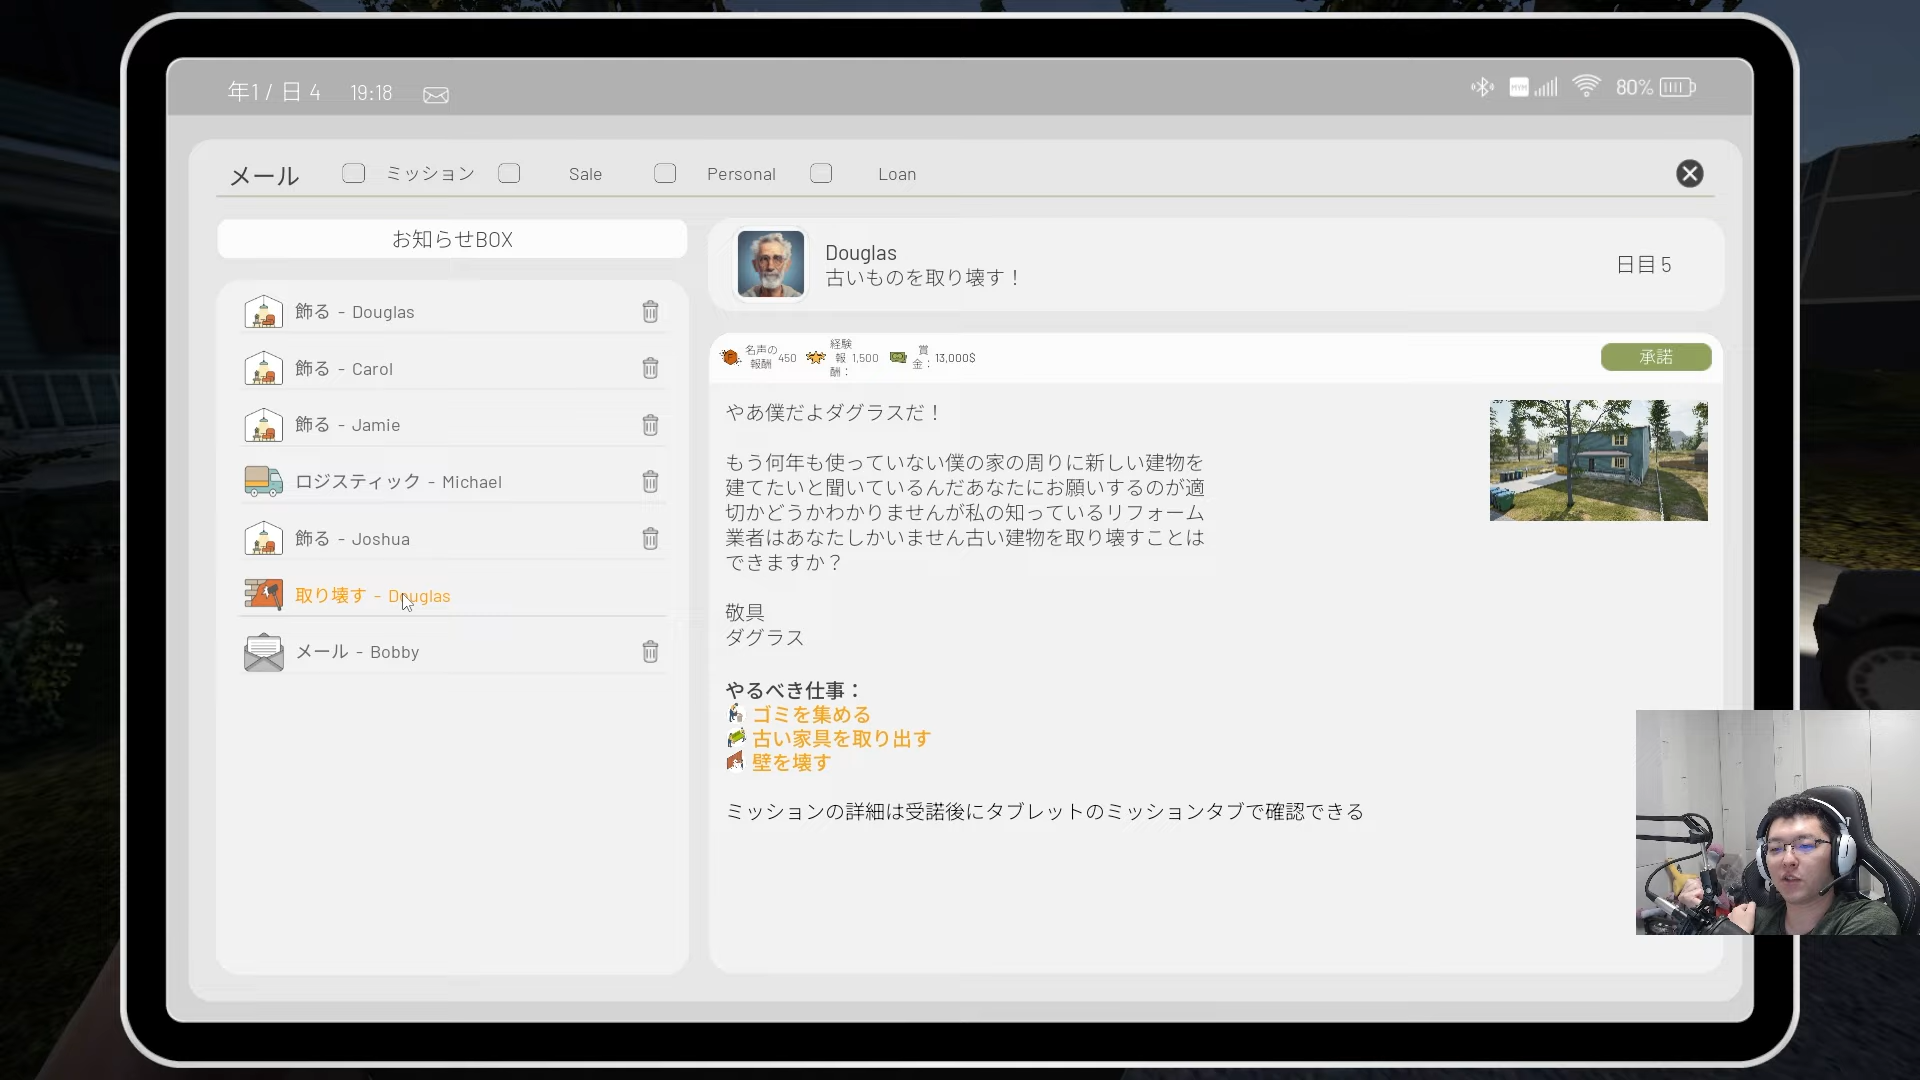 年1 / 日 4 19:18
80%
メール
ミッション
Sale
Personal
Loan
お知らせBOX
飾る - Douglas
飾る - Carol
飾る - Jamie
ロジスティック - Michael
飾る - Joshua
取り壊す - Douglas
メール - Bobby
Douglas
古いものを取り壊す！
日目 5
名声の
報酬 450
経験
報 1,500
酬：
賞
金： 13,000$
承諾
やあ僕だよダグラスだ！
もう何年も使っていない僕の家の周りに新しい建物を
建てたいと聞いているんだあなたにお願いするのが適
切かどうかわかりませんが私の知っているリフォーム
業者はあなたしかいません古い建物を取り壊すことは
できますか？
敬具
ダグラス
やるべき仕事：
ゴミを集める
古い家具を取り出す
壁を壊す
ミッションの詳細は受諾後にタブレットのミッションタブで確認できる